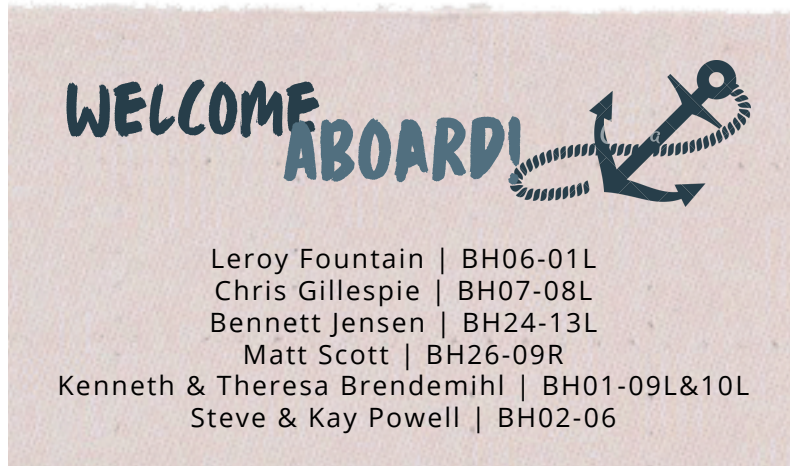 WELCOME
ABOARD!
Leroy Fountain | BH06-01L
Chris Gillespie | BH07-08L
Bennett Jensen | BH24-13L
Matt Scott | BH26-09R
Kenneth & Theresa Brendemihl | BH01-09L&10L
Steve & Kay Powell | BH02-06